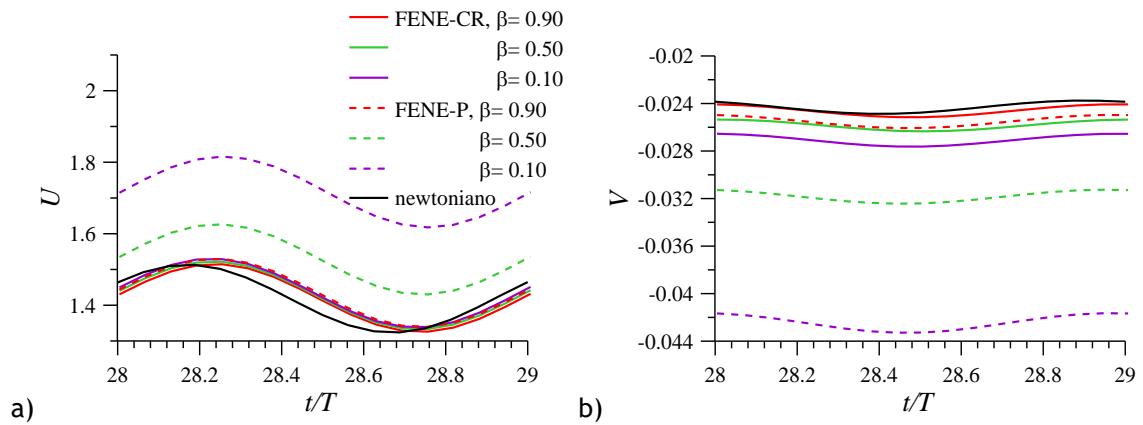 FENE-CR, β= 0.90
β= 0.50
β= 0.10
FENE-P, β= 0.90
β= 0.50
β= 0.10
newtoniano
2
1.8
1.6
1.4
U
28 28.2 28.4 28.6 28.8 29
t/T
a)
-0.02
-0.024
-0.028
-0.032
-0.036
-0.04
-0.044
V
28 28.2 28.4 28.6 28.8 29
t/T
b)